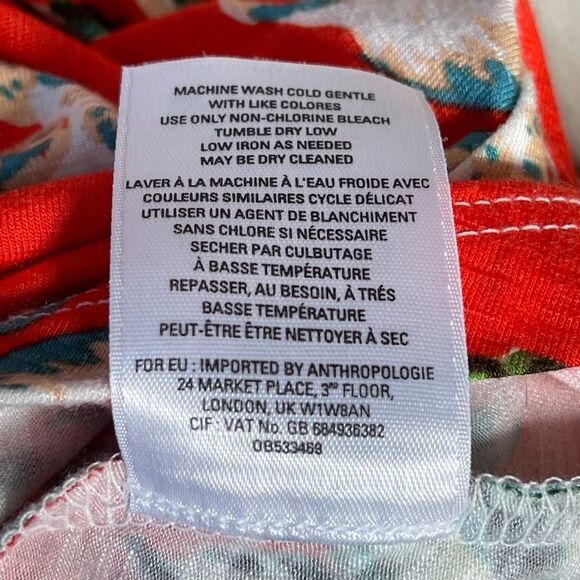 MACHINE WASH COLD GENTLE
WITH LIKE COLORES
USE ONLY NON-CHLORINE BLEACH
TUMBLE DRY LOW
LOW IRON AS NEEDED
MAY BE DRY CLEANED
LAVER À LA MACHINE À L'EAU FROIDE AVEC
COULEURS SIMILAIRES CYCLE DÉLICAT
UTILISER UN AGENT DE BLANCHIMENT
SANS CHLORE SI NÉCESSAIRE
SECHER PAR CULBUTAGE
À BASSE TEMPÉRATURE
REPASSER, AU BESOIN, À TRÉS
BASSE TEMPÉRATURE
PEUT-ÊTRE ÊTRE NETTOYER À SEC
FOR EU : IMPORTED BY ANTHROPOLOGIE
24 MARKET PLACE, 3RD FLOOR,
LONDON, UK W1W8AN
CIF : VAT No. GB 684936382
OB533469